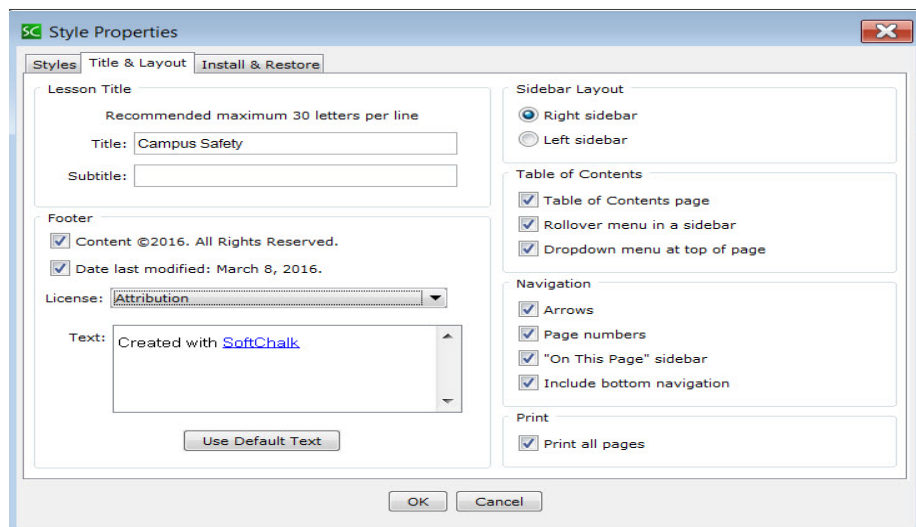 SC Style Properties
Styles Title & Layout Install & Restore
Lesson Title
Recommended maximum 30 letters per line
Title: Campus Safety
Subtitle:
Footer
Content ©2016. All Rights Reserved.
Date last modified: March 8, 2016.
License: Attribution
Text: Created with SoftChalk
Use Default Text
Sidebar Layout
Right sidebar
Left sidebar
Table of Contents
Table of Contents page
Rollover menu in a sidebar
Dropdown menu at top of page
Navigation
Arrows
Page numbers
"On This Page" sidebar
Include bottom navigation
Print
Print all pages
OK Cancel